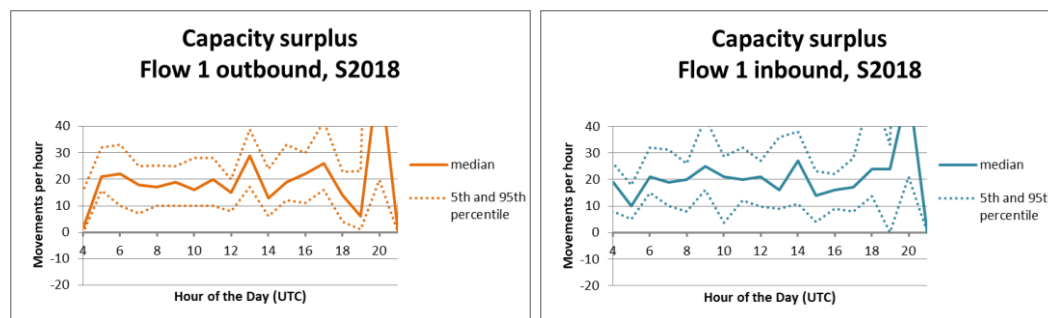 Capacity surplus
Flow 1 outbound, S2018
Movements per hour
40
30
20
10
0
-10
-20
4 6 8 10 12 14 16 18 20
Hour of the Day (UTC)
median
5th and 95th
percentile
Capacity surplus
Flow 1 inbound, S2018
Movements per hour
40
30
20
10
0
-10
-20
4 6 8 10 12 14 16 18 20
Hour of the Day (UTC)
median
5th and 95th
percentile